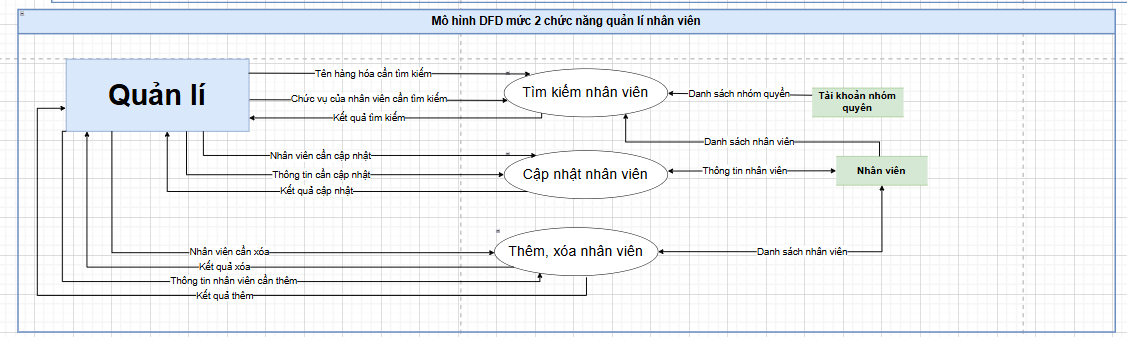 Mô hình DFD mức 2 chức năng quản lí nhân viên
Quản lí
Tên hàng hóa cần tìm kiếm
Chức vụ của nhân viên cần tìm kiếm
Kết quả tìm kiếm
Tìm kiếm nhân viên
Danh sách nhóm quyền
Tài khoản nhóm
quyền
Danh sách nhân viên
Nhân viên cần cập nhật
Thông tin cần cập nhật
Kết quả cập nhật
Cập nhật nhân viên
Thông tin nhân viên
Nhân viên
Nhân viên cần xóa
Kết quả xóa
Thông tin nhân viên cần thêm
Kết quả thêm
Thêm, xóa nhân viên
Danh sách nhân viên